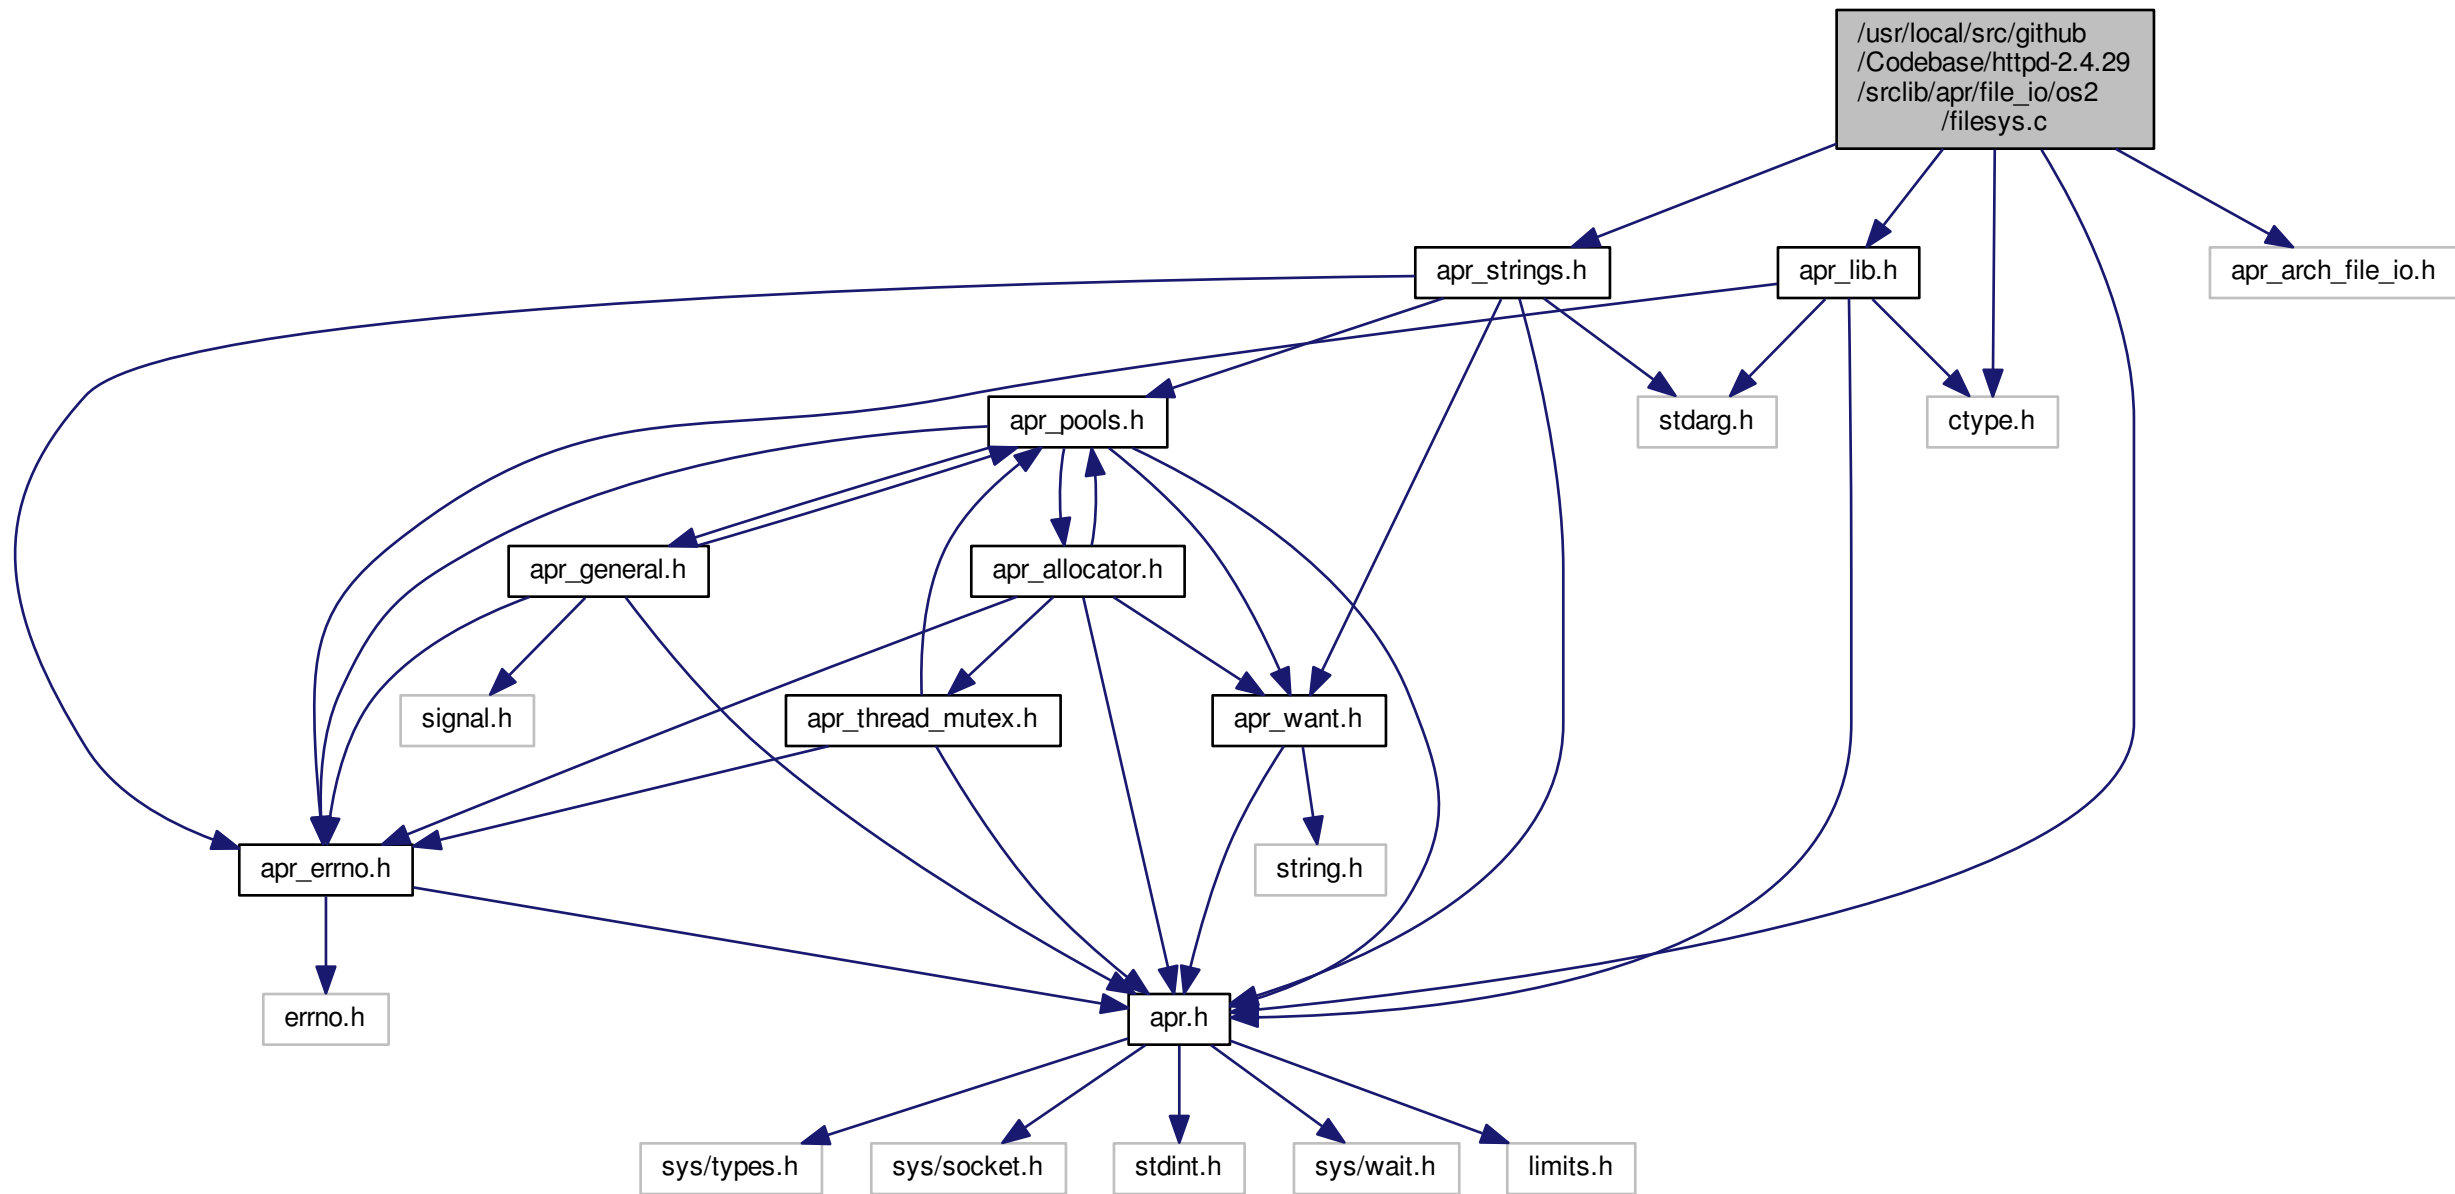 /usr/local/src/github
/Codebase/httpd-2.4.29
/srclib/apr/file_io/os2
/filesys.c
apr_strings.h
apr_lib.h
apr_arch_file_io.h
apr_pools.h
stdarg.h
ctype.h
apr_general.h
apr_allocator.h
signal.h
apr_thread_mutex.h
apr_want.h
apr_errno.h
string.h
errno.h
apr.h
sys/types.h
sys/socket.h
stdint.h
sys/wait.h
limits.h